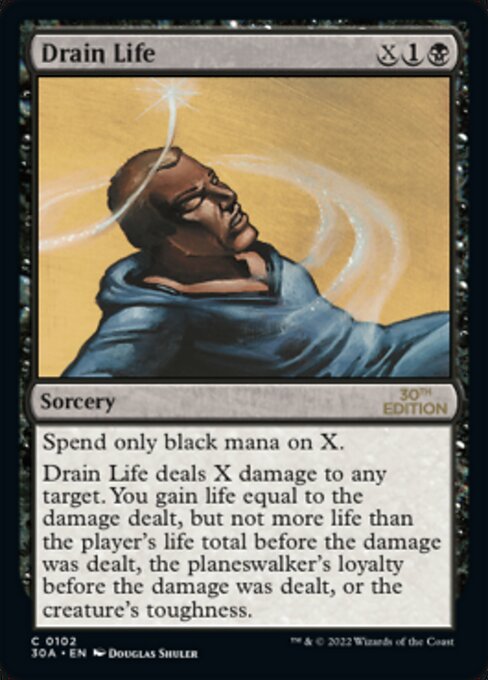 Drain Life X1
Sorcery
30TH EDITION
Spend only black mana on X.
Drain Life deals X damage to any
target. You gain life equal to the
damage dealt, but not more life than
the player's life total before the damage
was dealt, the planeswalker's loyalty
before the damage was dealt, or the
creature's toughness.
C 0102
30A • EN DOUGLAS SHULER
™ & © 2022 Wizards of the Coast